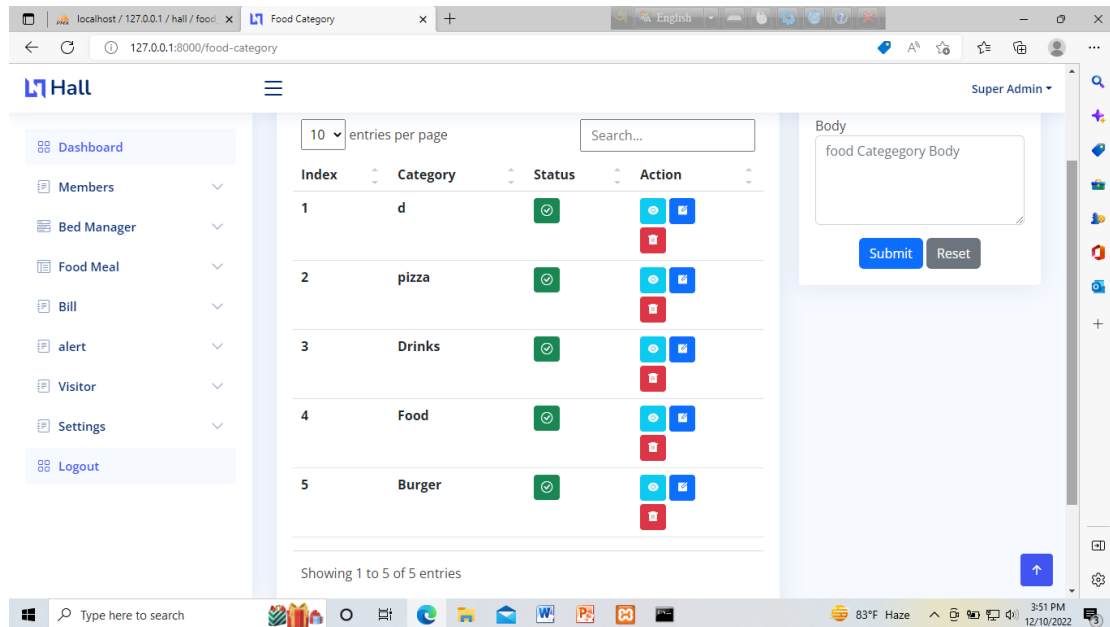 localhost / 127.0.0.1 / hall / food_
Food Category
English
127.0.0.1:8000/food-category
Hall
Super Admin
Dashboard
Members
Bed Manager
Food Meal
Bill
alert
Visitor
Settings
Logout
10 entries per page
Search...
Index Category Status Action
1 d
2 pizza
3 Drinks
4 Food
5 Burger
Showing 1 to 5 of 5 entries
Body
food Categegegory Body
Submit Reset
Type here to search
83°F Haze
3:51 PM
12/10/2022
3